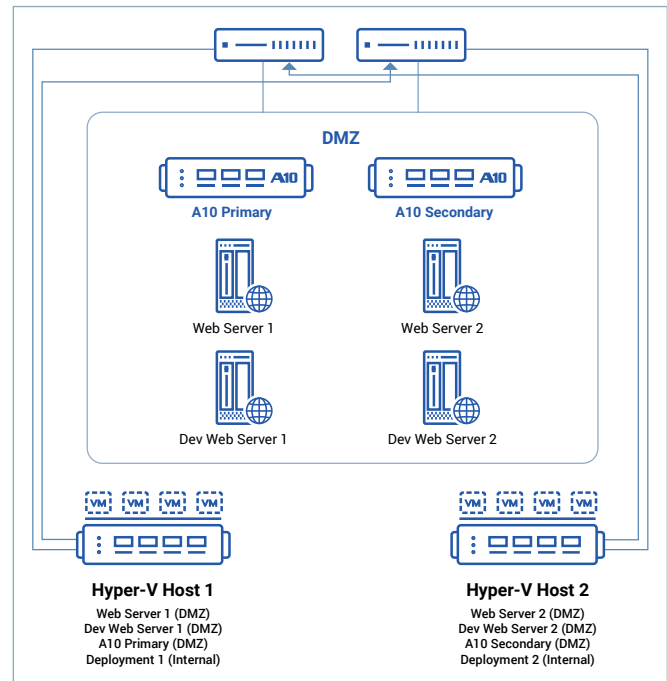 DMZ
A10
A10
A10 Primary
A10 Secondary
Web Server 1
Web Server 2
Dev Web Server 1
Dev Web Server 2
VM VM VM VM
VM VM VM VM
Hyper-V Host 1
Web Server 1 (DMZ)
Dev Web Server 1 (DMZ)
A10 Primary (DMZ)
Deployment 1 (Internal)
Hyper-V Host 2
Web Server 2 (DMZ)
Dev Web Server 2 (DMZ)
A10 Secondary (DMZ)
Deployment 2 (Internal)